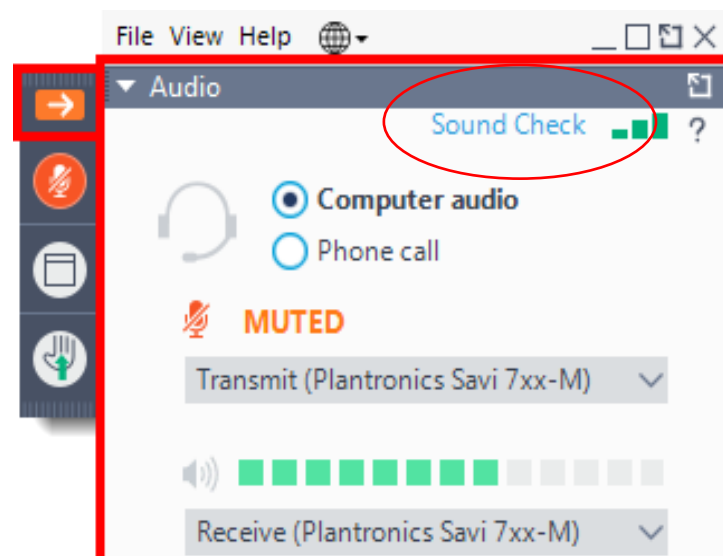 File View Help
Audio
Sound Check ?
Computer audio
Phone call
MUTED
Transmit (Plantronics Savi 7xx-M)
Receive (Plantronics Savi 7xx-M)